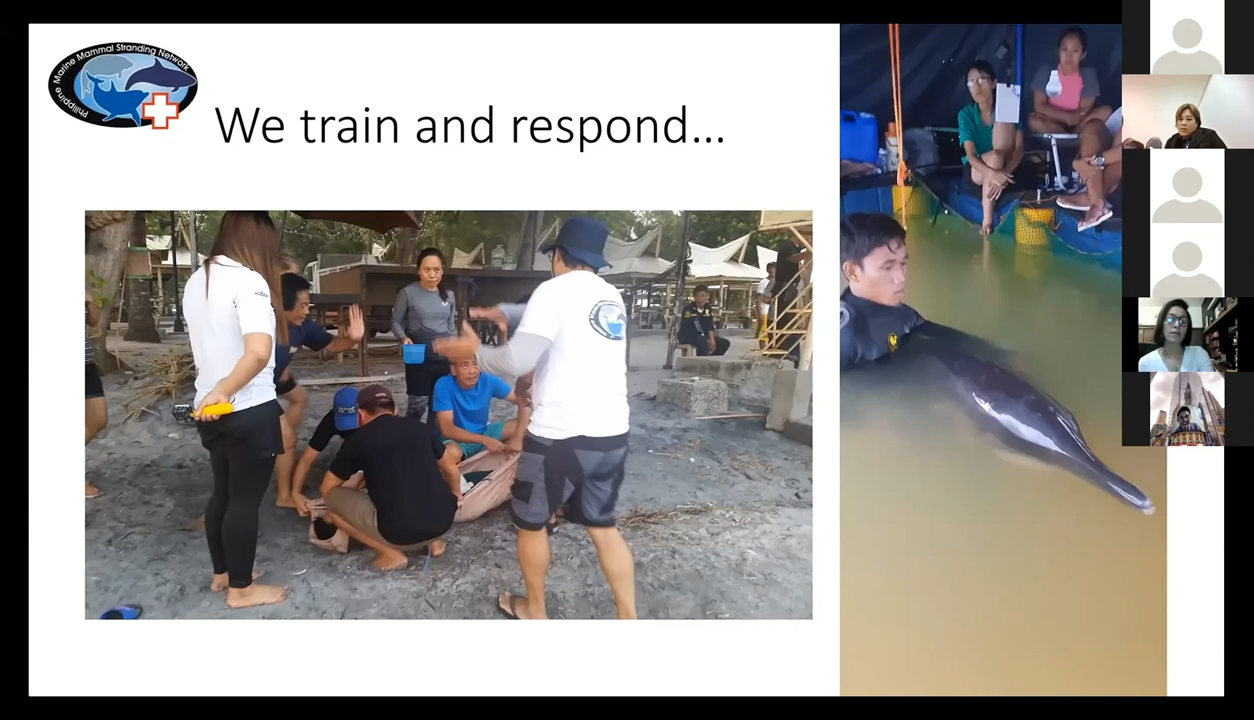 Philippine Marine Mammal Stranding Network
We train and respond...